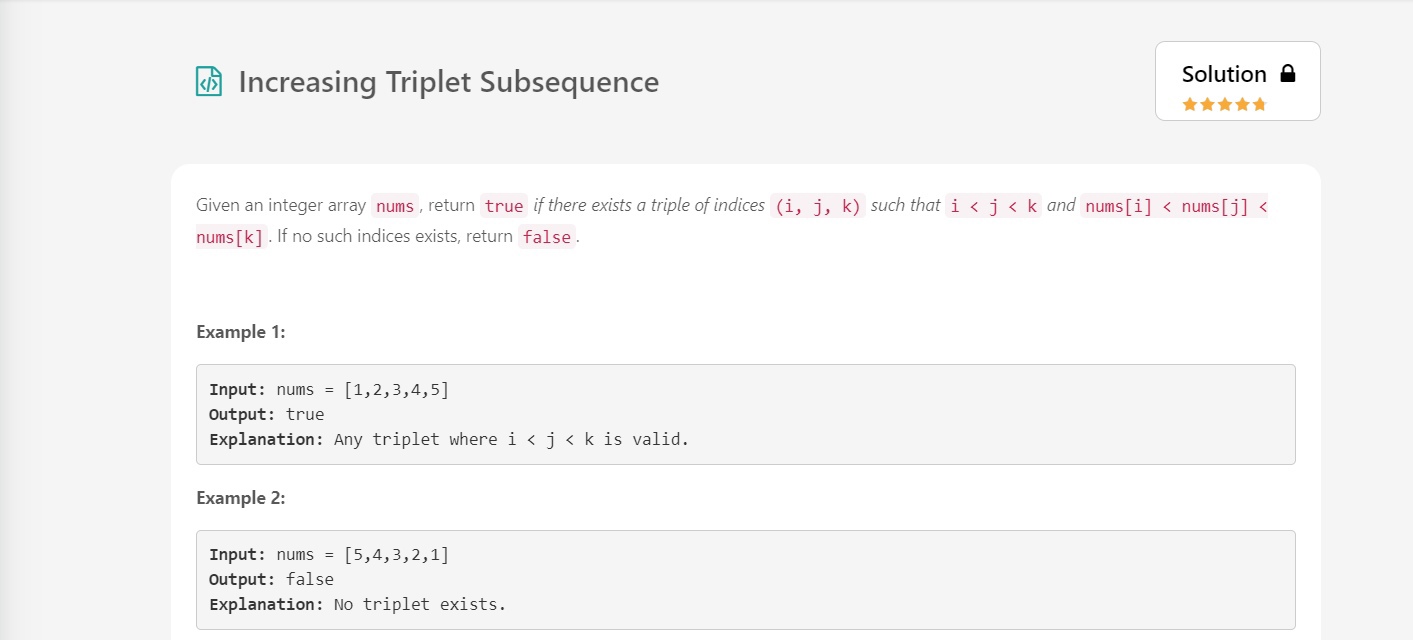 Increasing Triplet Subsequence
Solution
Given an integer array nums, return true if there exists a triple of indices (i, j, k) such that i < j < k and nums[i] < nums[j] <
nums[k]. If no such indices exists, return false.
Example 1:
Input: nums = [1,2,3,4,5]
Output: true
Explanation: Any triplet where i < j < k is valid.
Example 2:
Input: nums = [5,4,3,2,1]
Output: false
Explanation: No triplet exists.